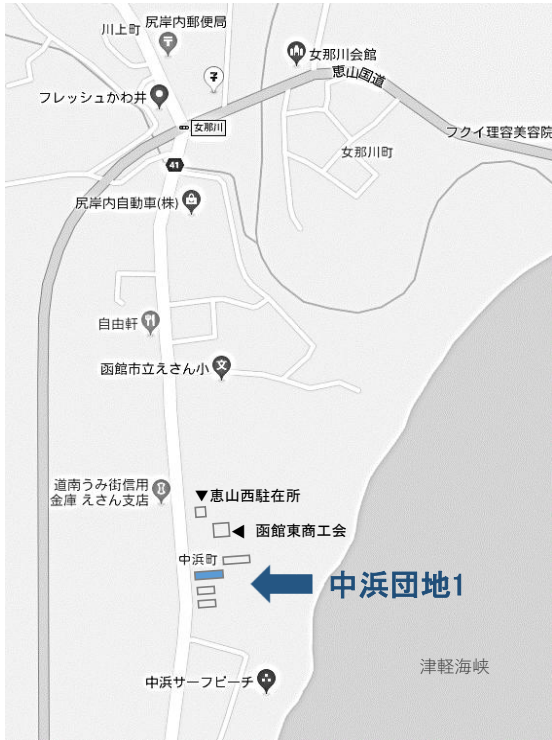 尻岸内郵便局
川上町
女那川会館
恵山国道
フレッシュかわ井
女那川
フクイ理容美容院
女那川町
41
尻岸内自動車(株)
自由軒
函館市立えさん小
文
道南うみ街信用
金庫 えさん支店
▼恵山西駐在所
◀ 函館東商工会
中浜町
中浜団地1
津軽海峡
中浜サーフビーチ